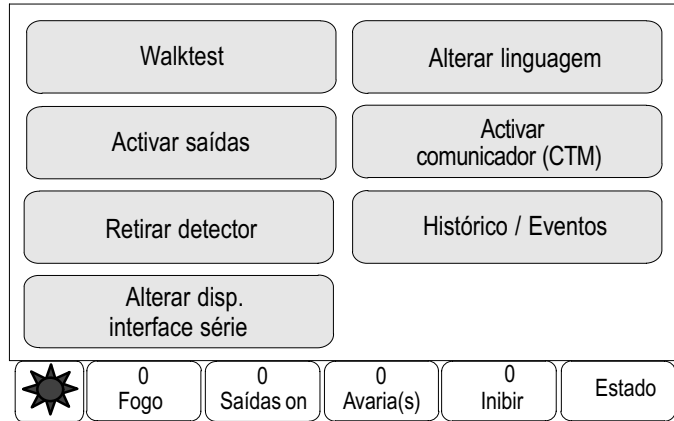 Walktest
Alterar linguagem
Activar saídas
Activar
comunicador (CTM)
Retirar detector
Histórico / Eventos
Alterar disp.
interface série
0
Fogo
0
Saídas on
0
Avaria(s)
0
Inibir
Estado